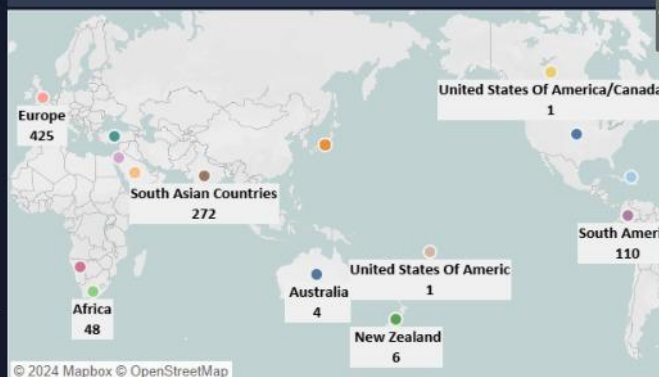 United States Of America/Canada
1
Europe
425
South Asian Countries
272
South Ameri
110
United States Of Americ
1
Australia
4
Africa
48
New Zealand
6
© 2024 Mapbox © OpenStreetMap